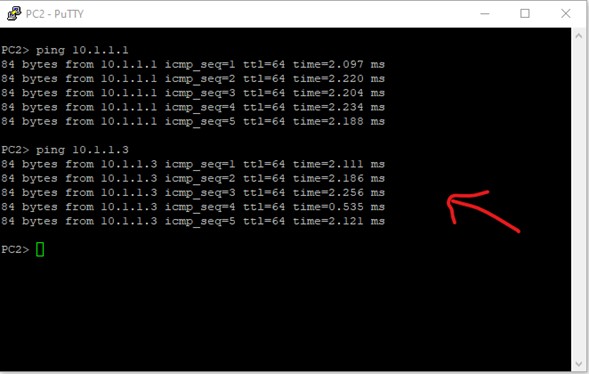 PC2 - PuTTY
PC2> ping 10.1.1.1
84 bytes from 10.1.1.1 icmp_seq=1 ttl=64 time=2.097 ms
84 bytes from 10.1.1.1 icmp_seq=2 ttl=64 time=2.220 ms
84 bytes from 10.1.1.1 icmp_seq=3 ttl=64 time=2.204 ms
84 bytes from 10.1.1.1 icmp_seq=4 ttl=64 time=2.234 ms
84 bytes from 10.1.1.1 icmp_seq=5 ttl=64 time=2.188 ms
PC2> ping 10.1.1.3
84 bytes from 10.1.1.3 icmp_seq=1 ttl=64 time=2.111 ms
84 bytes from 10.1.1.3 icmp_seq=2 ttl=64 time=2.186 ms
84 bytes from 10.1.1.3 icmp_seq=3 ttl=64 time=2.256 ms
84 bytes from 10.1.1.3 icmp_seq=4 ttl=64 time=0.535 ms
84 bytes from 10.1.1.3 icmp_seq=5 ttl=64 time=2.121 ms
PC2>